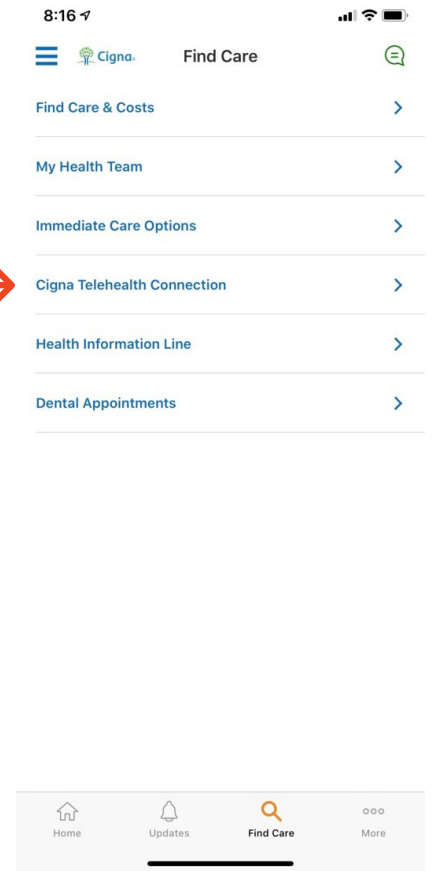 8:16
Cigna.
Find Care
Find Care & Costs
My Health Team
Immediate Care Options
Cigna Telehealth Connection
Health Information Line
Dental Appointments
Home
Updates
Find Care
More